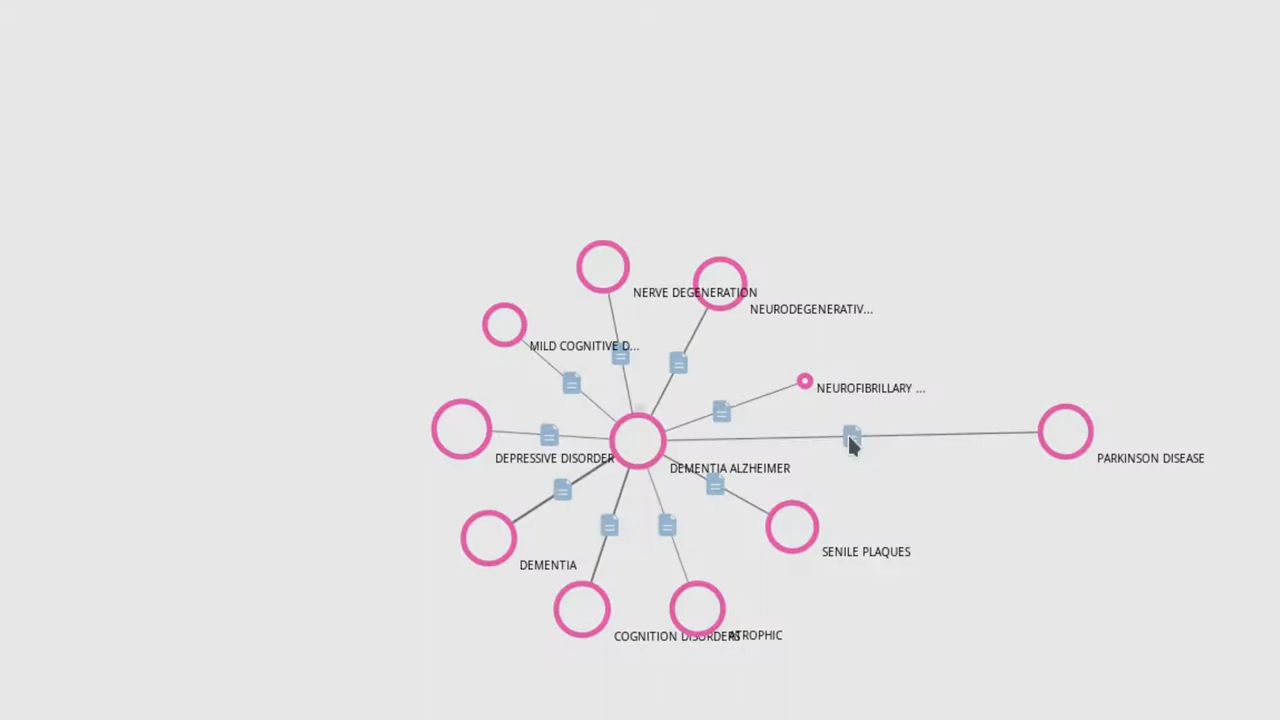 NERVE DEGENERATION
NEURODEGENERATIV...
MILD COGNITIVE D...
NEUROFIBRILLARY ...
DEPRESSIVE DISORDER
DEMENTIA ALZHEIMER
PARKINSON DISEASE
SENILE PLAQUES
DEMENTIA
COGNITION DISORDERS
ATROPHIC